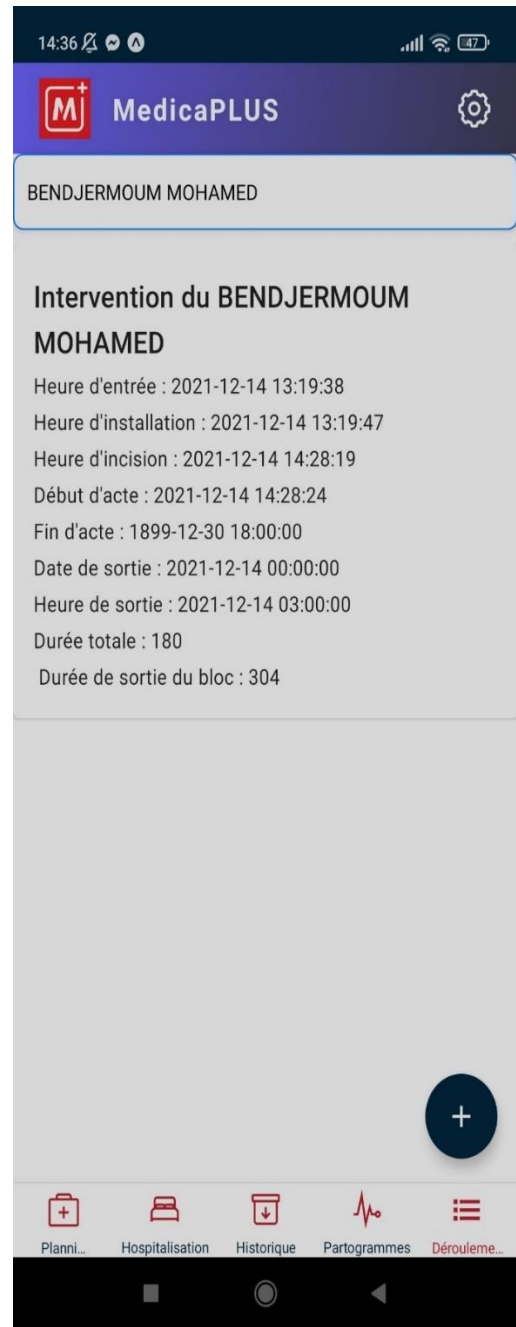 14:36
47
M+
MedicaPLUS
BENDJERMOUM MOHAMED
Intervention du BENDJERMOUM
MOHAMED
Heure d'entrée : 2021-12-14 13:19:38
Heure d'installation : 2021-12-14 13:19:47
Heure d'incision : 2021-12-14 14:28:19
Début d'acte : 2021-12-14 14:28:24
Fin d'acte : 1899-12-30 18:00:00
Date de sortie : 2021-12-14 00:00:00
Heure de sortie : 2021-12-14 03:00:00
Durée totale : 180
Durée de sortie du bloc : 304
+
Planni... Hospitalisation Historique Partogrammes Dérouleme...